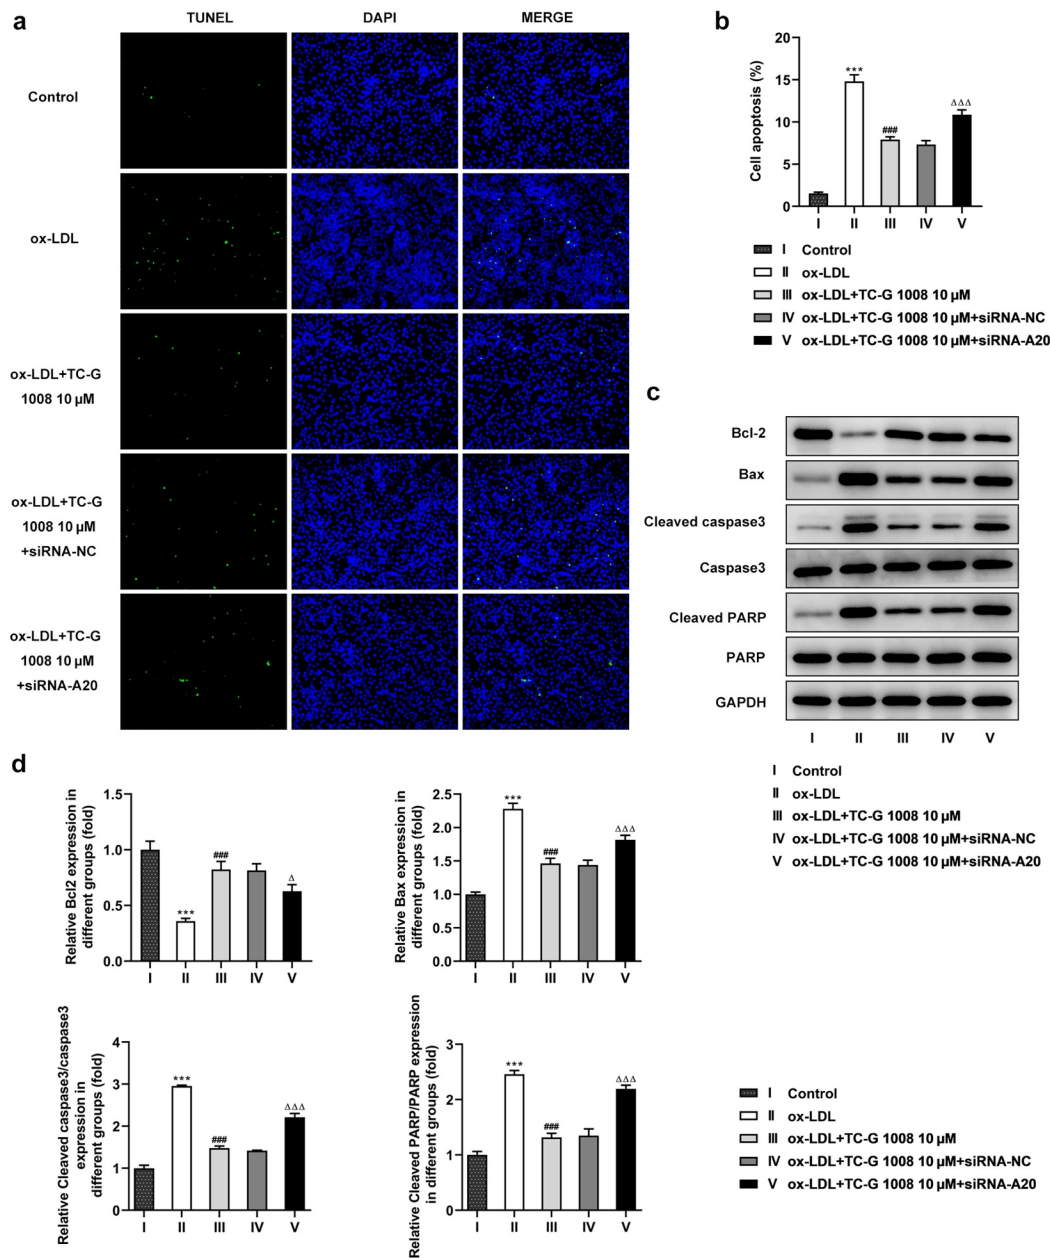 a
TUNEL DAPI MERGE
Control
ox-LDL
ox-LDL+TC-G
1008 10 µM
ox-LDL+TC-G
1008 10 µM
+siRNA-NC
ox-LDL+TC-G
1008 10 µM
+siRNA-A20
b
Cell apoptosis (%)
20
15
10
5
0
***
###
ΔΔΔ
I II III IV V
I Control
II ox-LDL
III ox-LDL+TC-G 1008 10 µM
IV ox-LDL+TC-G 1008 10 µM+siRNA-NC
V ox-LDL+TC-G 1008 10 µM+siRNA-A20
c
Bcl-2
Bax
Cleaved caspase3
Caspase3
Cleaved PARP
PARP
GAPDH
I II III IV V
I Control
II ox-LDL
III ox-LDL+TC-G 1008 10 µM
IV ox-LDL+TC-G 1008 10 µM+siRNA-NC
V ox-LDL+TC-G 1008 10 µM+siRNA-A20
d
Relative Bcl2 expression in
different groups (fold)
1.5
1.0
0.5
0.0
***
###
Δ
I II III IV V
Relative Bax expression in
different groups (fold)
2.5
2.0
1.5
1.0
0.5
0.0
***
###
ΔΔΔ
I II III IV V
Relative Cleaved caspase3/caspase3
expression in
different groups (fold)
4
3
2
1
0
***
###
ΔΔΔ
I II III IV V
Relative Cleaved PARP/PARP expression
in different groups (fold)
3
2
1
0
***
###
ΔΔΔ
I II III IV V
I Control
II ox-LDL
III ox-LDL+TC-G 1008 10 µM
IV ox-LDL+TC-G 1008 10 µM+siRNA-NC
V ox-LDL+TC-G 1008 10 µM+siRNA-A20